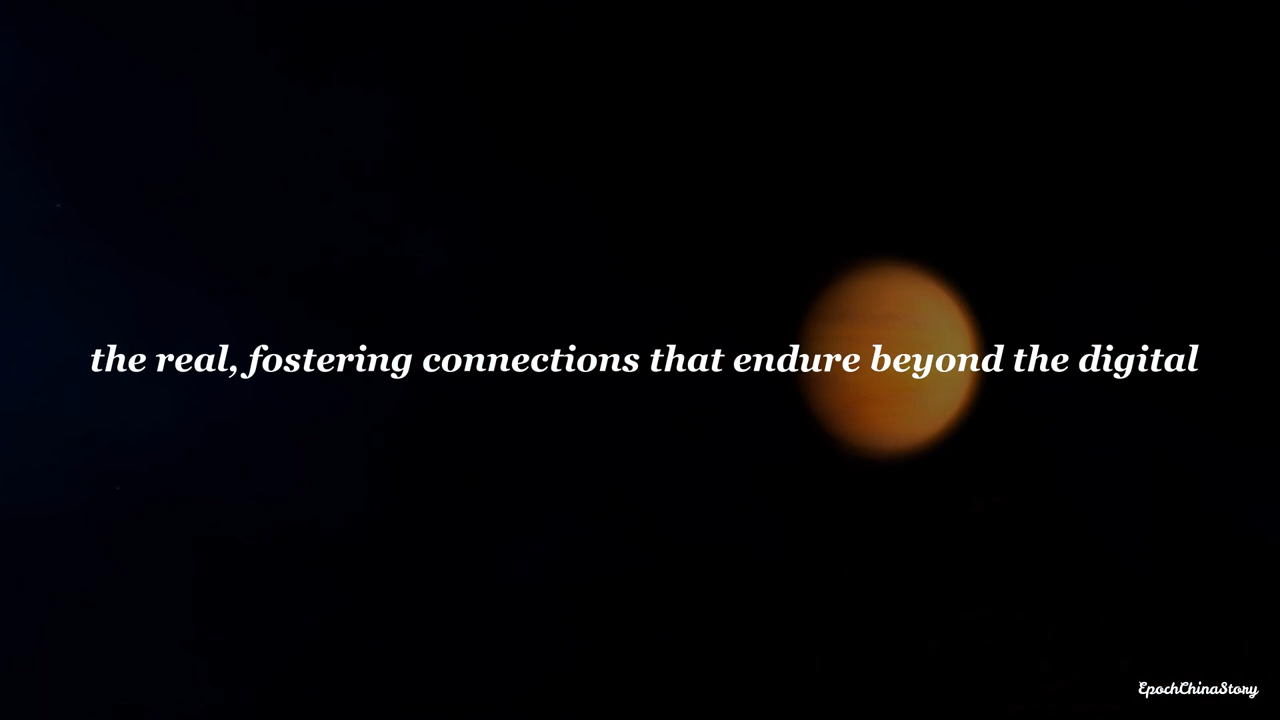 the real, fostering connections that endure beyond the digital
EpochChinaStory